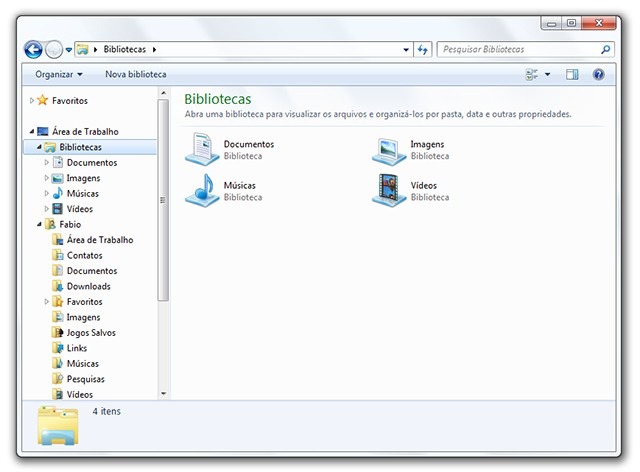 Bibliotecas
Pesquisar Bibliotecas
Organizar
Nova biblioteca
Favoritos
Área de Trabalho
Bibliotecas
Documentos
Imagens
Músicas
Vídeos
Fabio
Área de Trabalho
Contatos
Documentos
Downloads
Favoritos
Imagens
Jogos Salvos
Links
Músicas
Pesquisas
Vídeos
Bibliotecas
Abra uma biblioteca para visualizar os arquivos e organizá-los por pasta, data e outras propriedades.
Documentos
Biblioteca
Imagens
Biblioteca
Músicas
Biblioteca
Vídeos
Biblioteca
4 itens